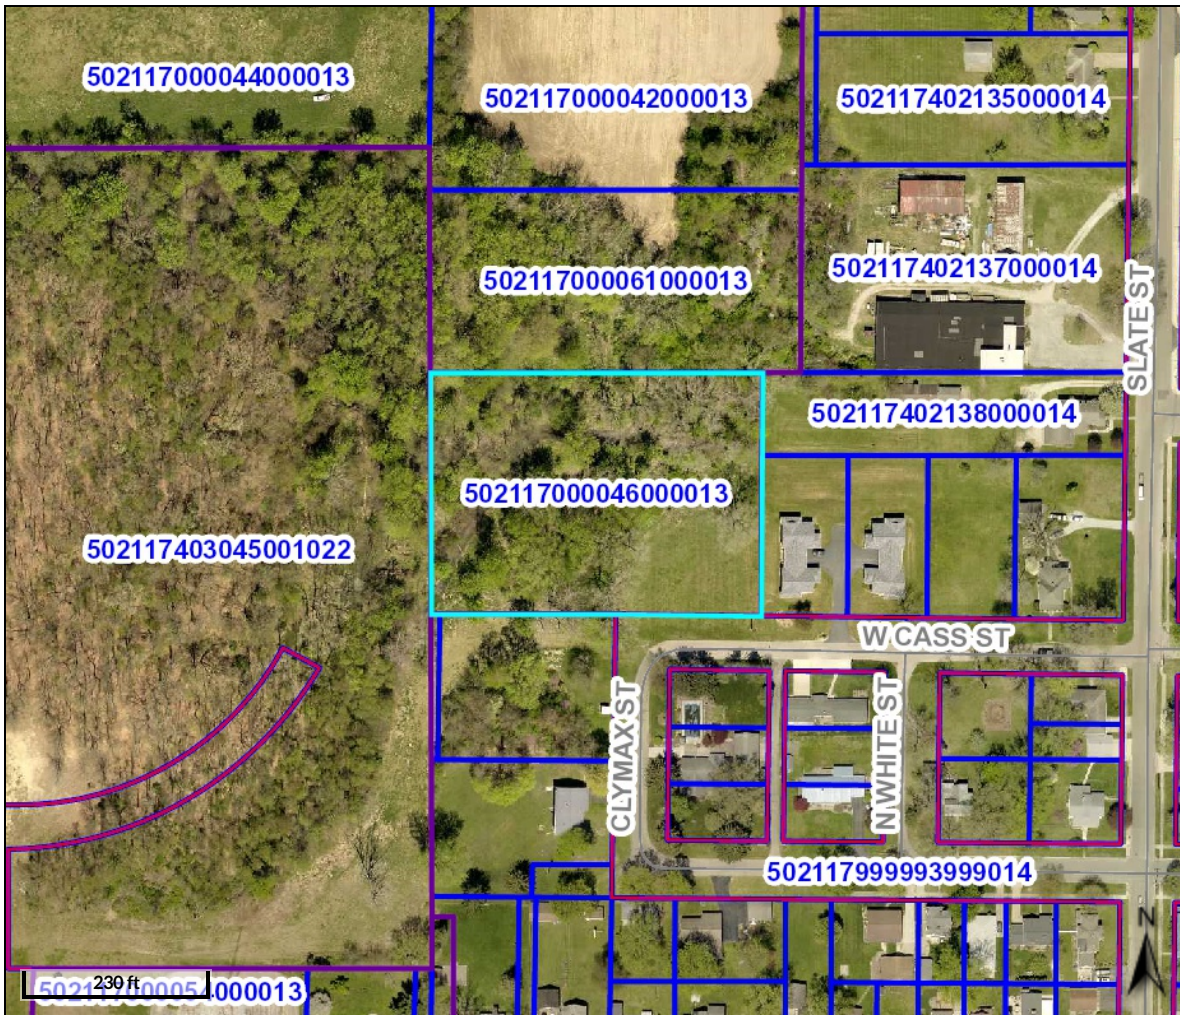 502117000044000013
502117000042000013
502117402135000014
502117402137000014
502117000061000013
SLATE ST
502117402138000014
502117000046000013
502117403045001022
W CASS ST
CLYMAX ST
N WHITE ST
502117999993999014
N
230 ft
502117000054000013